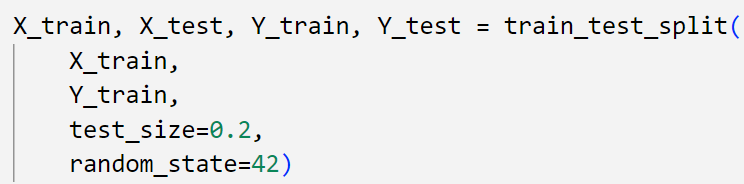 X_train, X_test, Y_train, Y_test = train_test_split(
    X_train,
    Y_train,
    test_size=0.2,
    random_state=42)